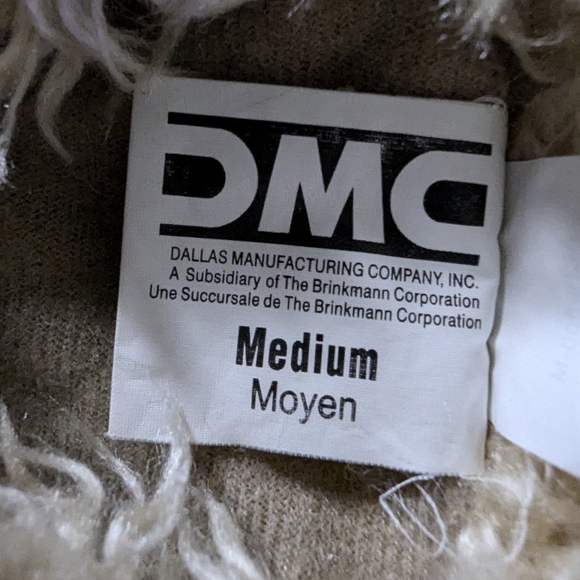 DMC
DALLAS MANUFACTURING COMPANY, INC.
A Subsidiary of The Brinkmann Corporation
Une Succursale de The Brinkmann Corporation
Medium
Moyen